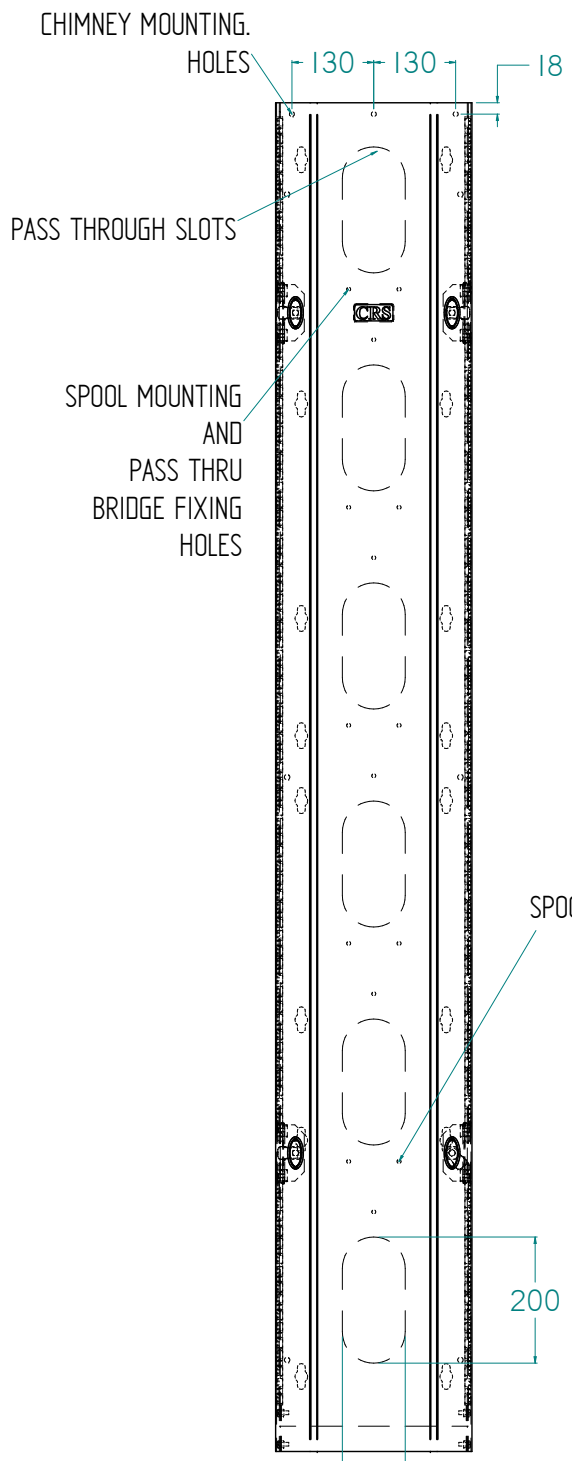 CHIMNEY MOUNTING.
HOLES
130 130
18
PASS THROUGH SLOTS
CRS
SPOOL MOUNTING
AND
PASS THRU
BRIDGE FIXING
HOLES
200